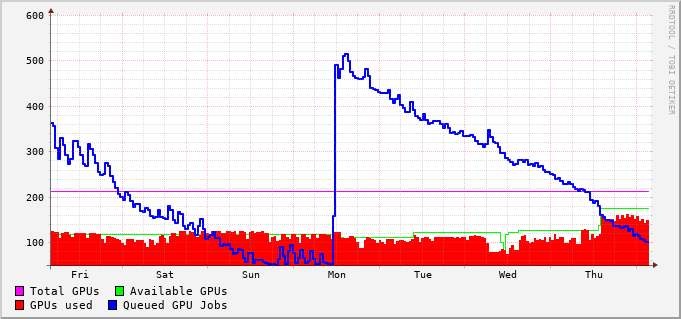 600
500
400
300
200
100
Fri Sat Sun Mon Tue Wed Thu
Total GPUs Available GPUs
GPUs used Queued GPU Jobs
RRDTOOL / TOBI OETIKER